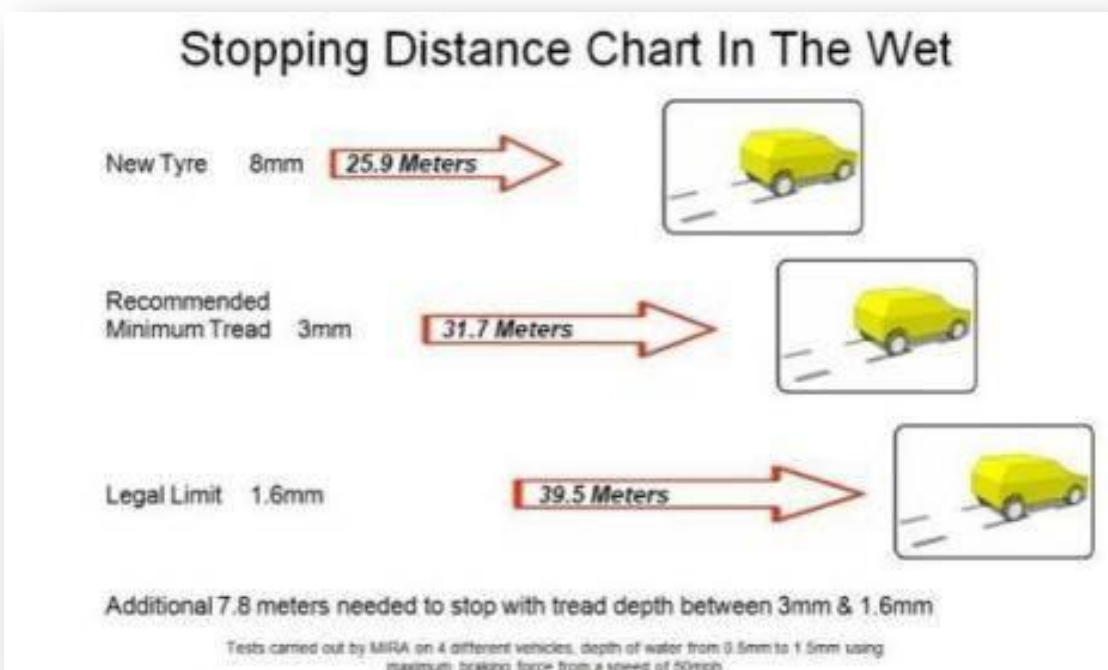 Stopping Distance Chart In The Wet
New Tyre 8mm 25.9 Meters
Recommended
Minimum Tread 3mm 31.7 Meters
Legal Limit 1.6mm 39.5 Meters
Additional 7.8 meters needed to stop with tread depth between 3mm & 1.6mm
Tests carried out by MIRA on 4 different vehicles, depth of water from 0.5mm to 1.5mm using
maximum braking force from a speed of 50mph